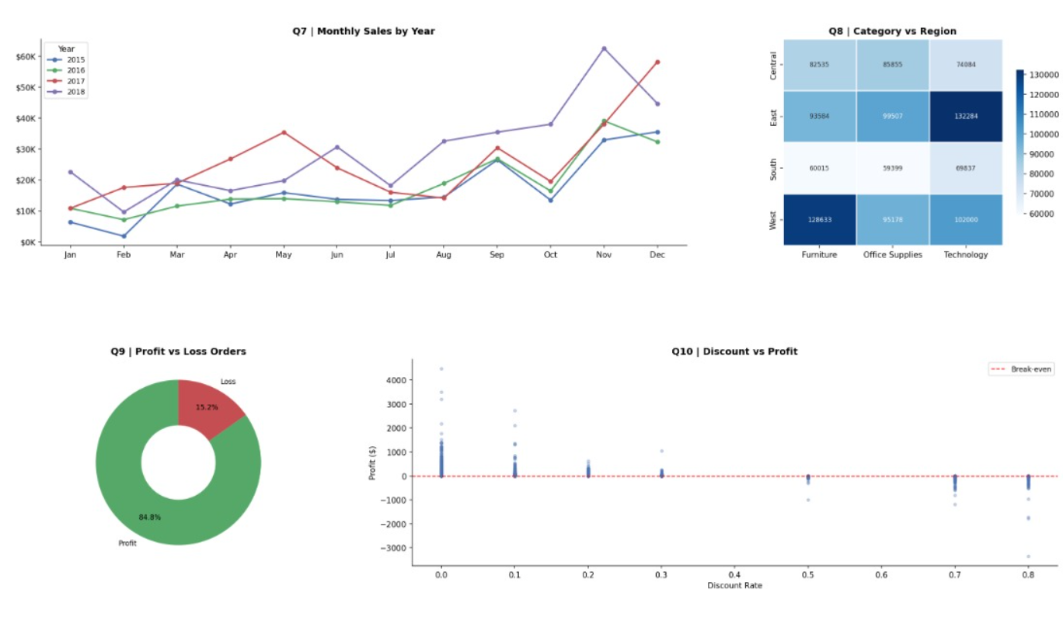 Q7 | Monthly Sales by Year
Year
2015
2016
2017
2018
$60K
$50K
$40K
$30K
$20K
$10K
$0K
Jan Feb Mar Apr May Jun Jul Aug Sep Oct Nov Dec
Q8 | Category vs Region
Central 82535 85855 74084
East 93584 99507 132284
South 60015 59399 69837
West 128633 95178 102000
Furniture Office Supplies Technology
130000
120000
110000
100000
90000
80000
70000
60000
Q9 | Profit vs Loss Orders
Loss
15.2%
84.8%
Profit
Q10 | Discount vs Profit
Break-even
Profit ($)
4000
3000
2000
1000
0
−1000
−2000
−3000
0.0 0.1 0.2 0.3 0.4 0.5 0.6 0.7 0.8
Discount Rate